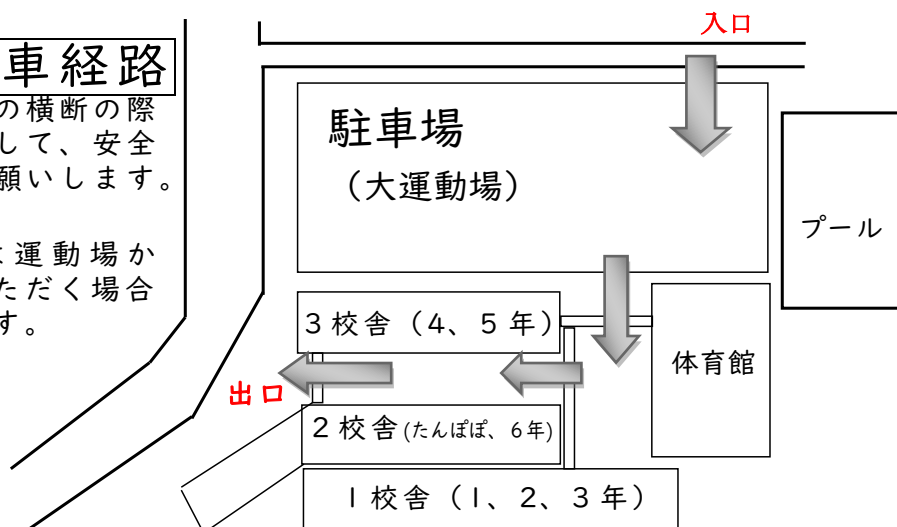 車経路
の横断の際
して、安全
願いします。
運動場か
ただく場合
す。
入口
駐車場
（大運動場）
プール
3校舎（4、5年）
体育館
出口
2校舎(たんぽぽ、6年)
1校舎（1、2、3年）